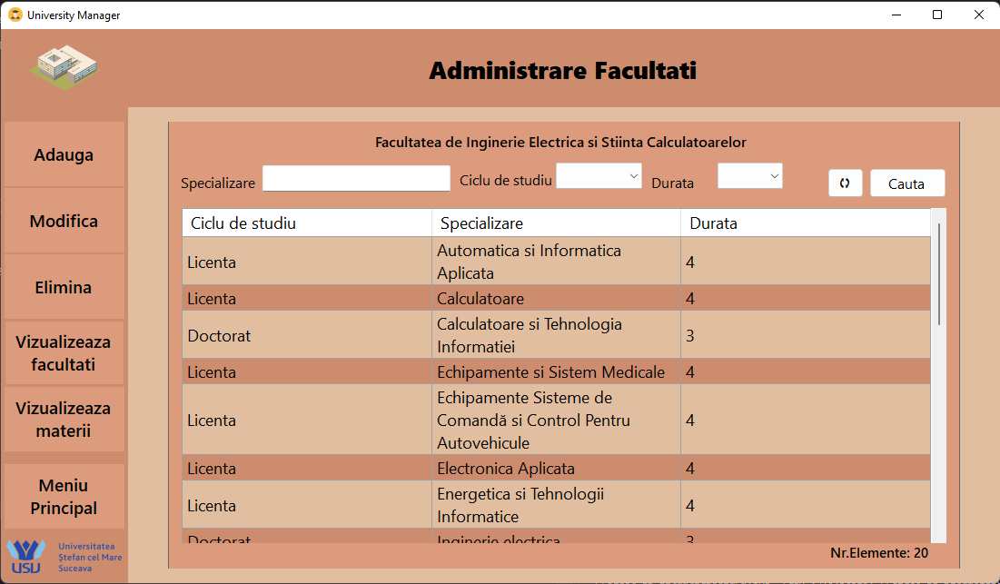 University Manager
Administrare Facultati
Adauga
Modifica
Elimina
Vizualizeaza
facultati
Vizualizeaza
materii
Meniu
Principal
USV
Universitatea
Ștefan cel Mare
Suceava
Facultatea de Inginerie Electrica si Stiinta Calculatoarelor
Specializare Ciclu de studiu Durata Cauta
Ciclu de studiu Specializare Durata
Licenta Automatica si Informatica
Aplicata 4
Licenta Calculatoare 4
Doctorat Calculatoare si Tehnologia
Informatiei 3
Licenta Echipamente si Sistem Medicale 4
Licenta Echipamente Sisteme de
Comandă si Control Pentru
Autovehicule 4
Licenta Electronica Aplicata 4
Licenta Energetica si Tehnologii
Informatice 4
Doctorat Inginerie electrica 3
Nr.Elemente: 20